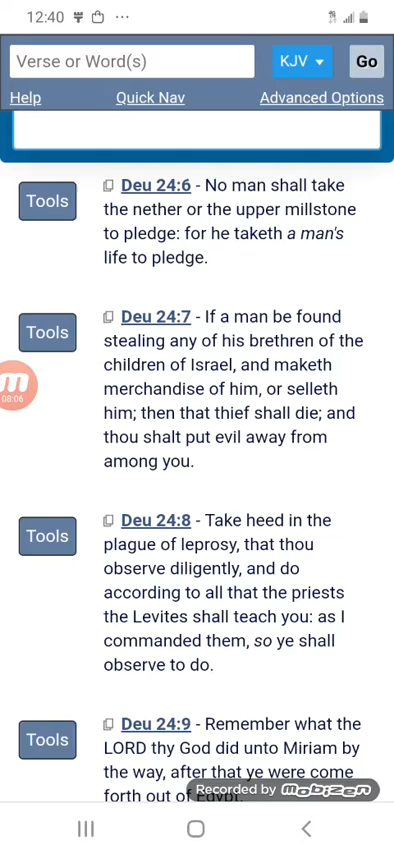 12:40
Verse or Word(s)
KJV
Go
Help
Quick Nav
Advanced Options
Tools
Deu 24:6 - No man shall take
the nether or the upper millstone
to pledge: for he taketh a man's
life to pledge.
Tools
Deu 24:7 - If a man be found
stealing any of his brethren of the
children of Israel, and maketh
merchandise of him, or selleth
him; then that thief shall die; and
thou shalt put evil away from
among you.
08:06
Tools
Deu 24:8 - Take heed in the
plague of leprosy, that thou
observe diligently, and do
according to all that the priests
the Levites shall teach you: as I
commanded them, so ye shall
observe to do.
Tools
Deu 24:9 - Remember what the
LORD thy God did unto Miriam by
the way, after that ye were come
forth out of Egypt.
Recorded by mobizen